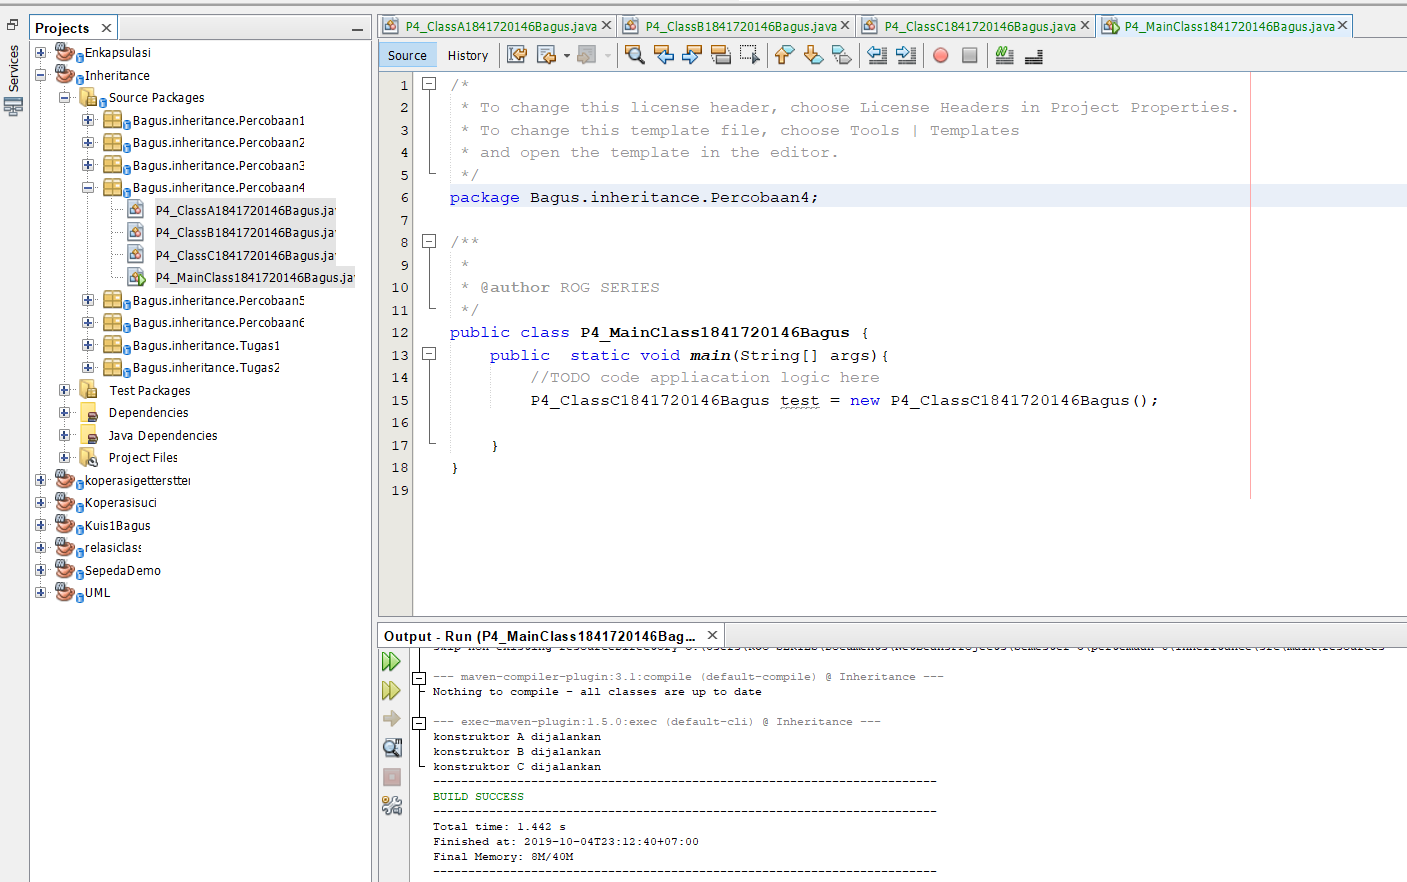 Services
Projects
Enkapsulasi
Inheritance
Source Packages
Bagus.inheritance.Percobaan1
Bagus.inheritance.Percobaan2
Bagus.inheritance.Percobaan3
Bagus.inheritance.Percobaan4
P4_ClassA1841720146Bagus.ja
P4_ClassB1841720146Bagus.ja
P4_ClassC1841720146Bagus.ja
P4_MainClass1841720146Bagus.ja
Bagus.inheritance.Percobaan5
Bagus.inheritance.Percobaan6
Bagus.inheritance.Tugas1
Bagus.inheritance.Tugas2
Test Packages
Dependencies
Java Dependencies
Project Files
koperasigettersttei
Koperasisuci
Kuis1Bagus
relasiclass
SepedaDemo
UML
P4_ClassA1841720146Bagus.java P4_ClassB1841720146Bagus.java P4_ClassC1841720146Bagus.java P4_MainClass1841720146Bagus.java
Source History
1 /*
2 * To change this license header, choose License Headers in Project Properties.
3 * To change this template file, choose Tools | Templates
4 * and open the template in the editor.
5 */
6 package Bagus.inheritance.Percobaan4;
7
8 /**
9 *
10 * @author ROG SERIES
11 */
12 public class P4_MainClass1841720146Bagus {
13 public static void main(String[] args){
14 //TODO code appliacation logic here
15 P4_ClassC1841720146Bagus test = new P4_ClassC1841720146Bagus();
16
17 }
18 }
19
Output - Run (P4_MainClass1841720146Bag...
--- maven-compiler-plugin:3.1:compile (default-compile) @ Inheritance ---
Nothing to compile - all classes are up to date
--- exec-maven-plugin:1.5.0:exec (default-cli) @ Inheritance ---
konstruktor A dijalankan
konstruktor B dijalankan
konstruktor C dijalankan
------------------------------------------------------------------------
BUILD SUCCESS
------------------------------------------------------------------------
Total time: 1.442 s
Finished at: 2019-10-04T23:12:40+07:00
Final Memory: 8M/40M
------------------------------------------------------------------------